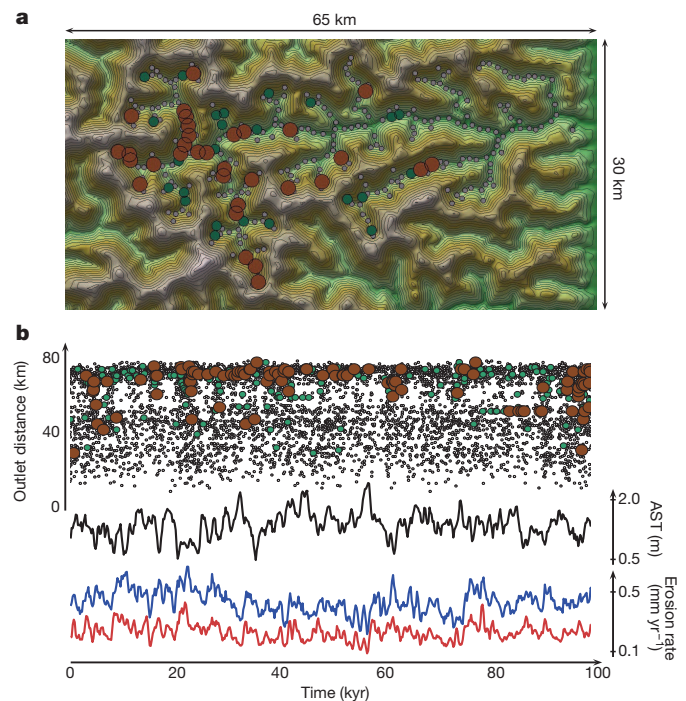 a
65 km
30 km
b
80
40
0
Outlet distance (km)
2.0
0.5
AST (m)
0.5
0.1
Erosion rate
(mm yr⁻¹)
0
20
40
60
80
100
Time (kyr)